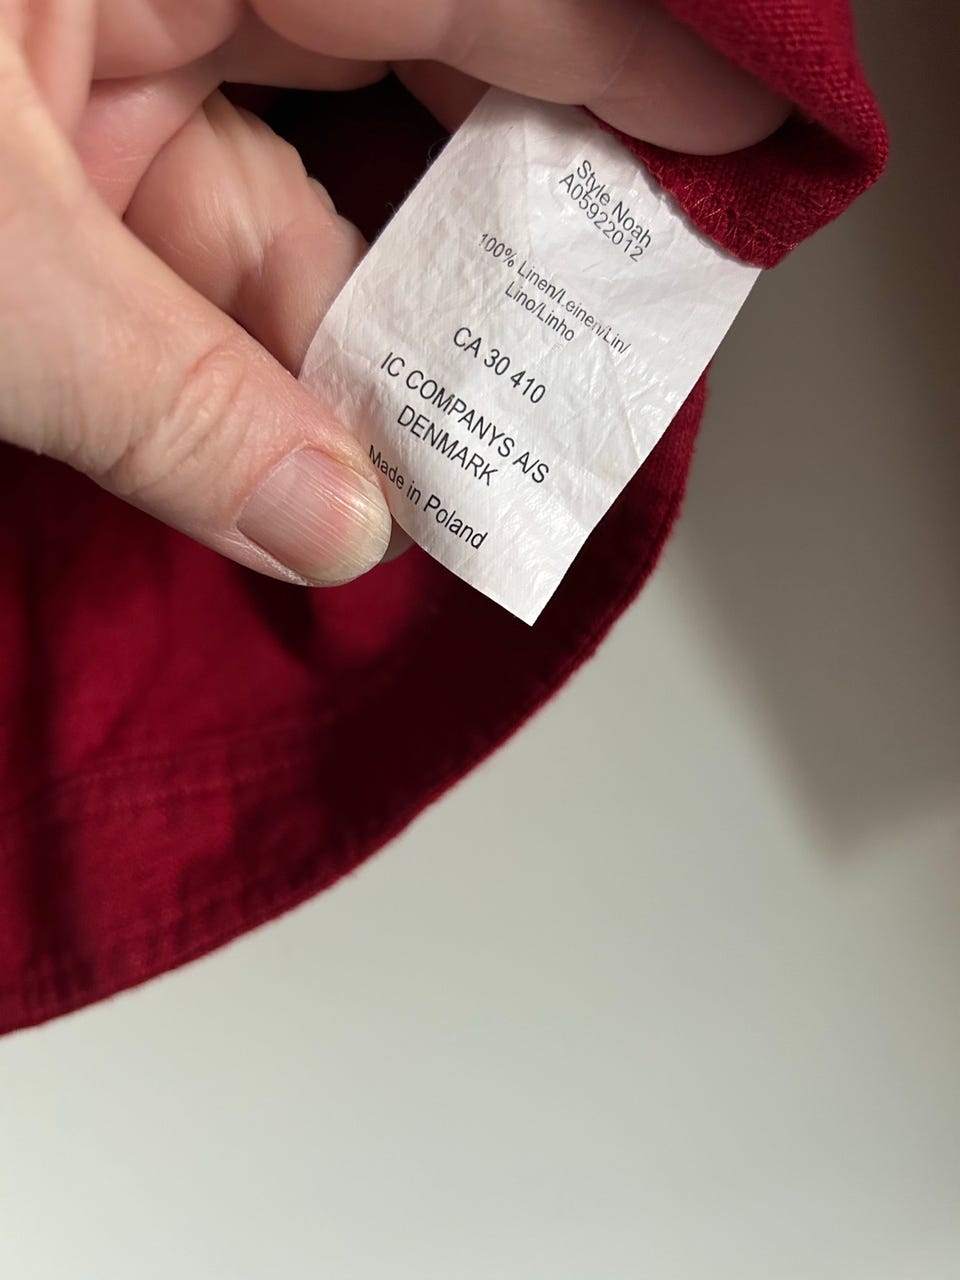 Style Noah
A05922012
100% Linen/Leinen/Lin/
Lino/Linho
CA 30 410
IC COMPANYS A/S
DENMARK
Made in Poland